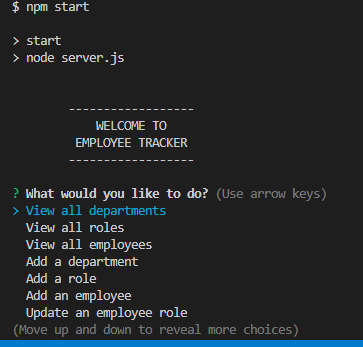 $ npm start
> start
> node server.js
------------------
WELCOME TO
EMPLOYEE TRACKER
------------------
? What would you like to do? (Use arrow keys)
> View all departments
View all roles
View all employees
Add a department
Add a role
Add an employee
Update an employee role
(Move up and down to reveal more choices)